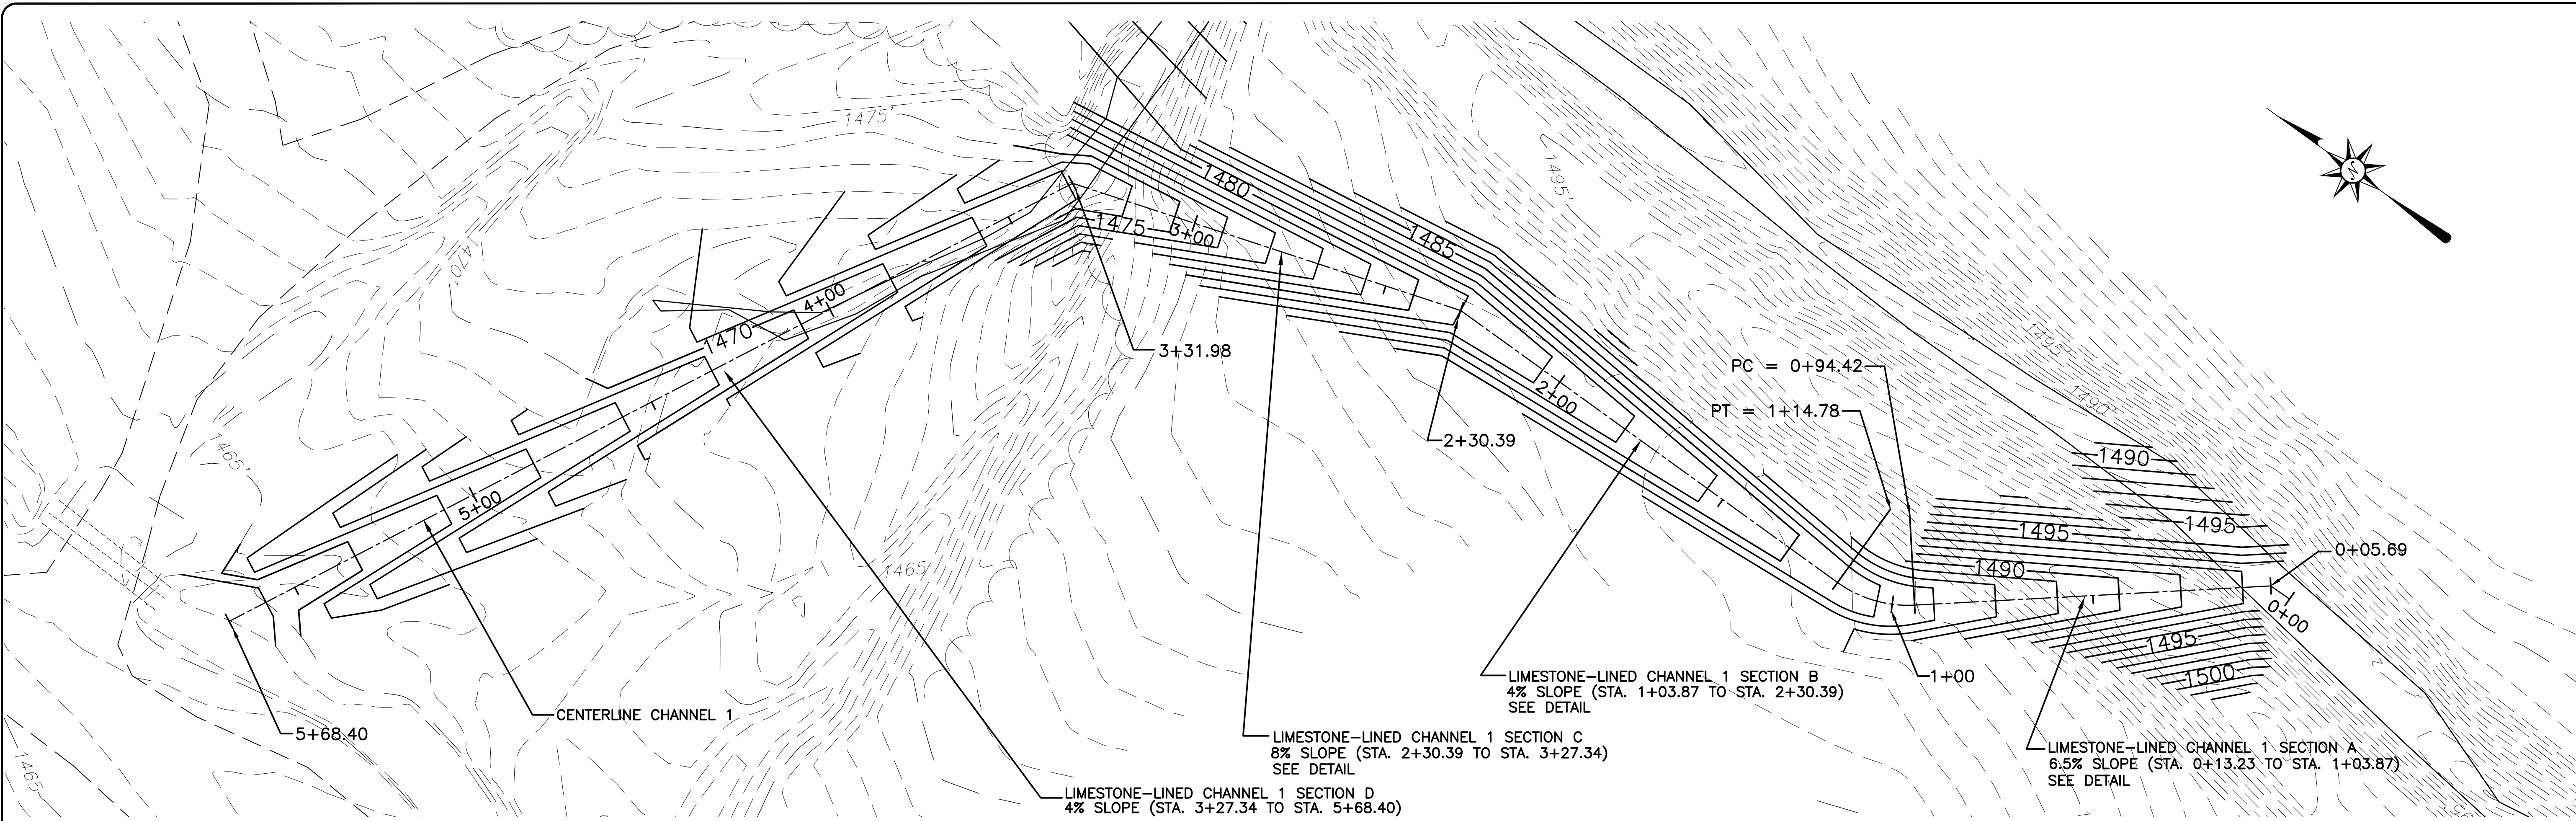 1475'
1495'
1480
1475
3+00
1485
1470'
4+00
1470
1495'
3+31.98
PC = 0+94.42
1490'
2+00
PT = 1+14.78
2+30.39
1465'
1490
5+00
1495
1495
0+05.69
1465'
1490
0+00
1495
1500
1+00
LIMESTONE-LINED CHANNEL 1 SECTION B
4% SLOPE (STA. 1+03.87 TO STA. 2+30.39)
SEE DETAIL
CENTERLINE CHANNEL 1
5+68.40
LIMESTONE-LINED CHANNEL 1 SECTION C
8% SLOPE (STA. 2+30.39 TO STA. 3+27.34)
SEE DETAIL
LIMESTONE-LINED CHANNEL 1 SECTION A
6.5% SLOPE (STA. 0+13.23 TO STA. 1+03.87)
SEE DETAIL
1465
LIMESTONE-LINED CHANNEL 1 SECTION D
4% SLOPE (STA. 3+27.34 TO STA. 5+68.40)
N